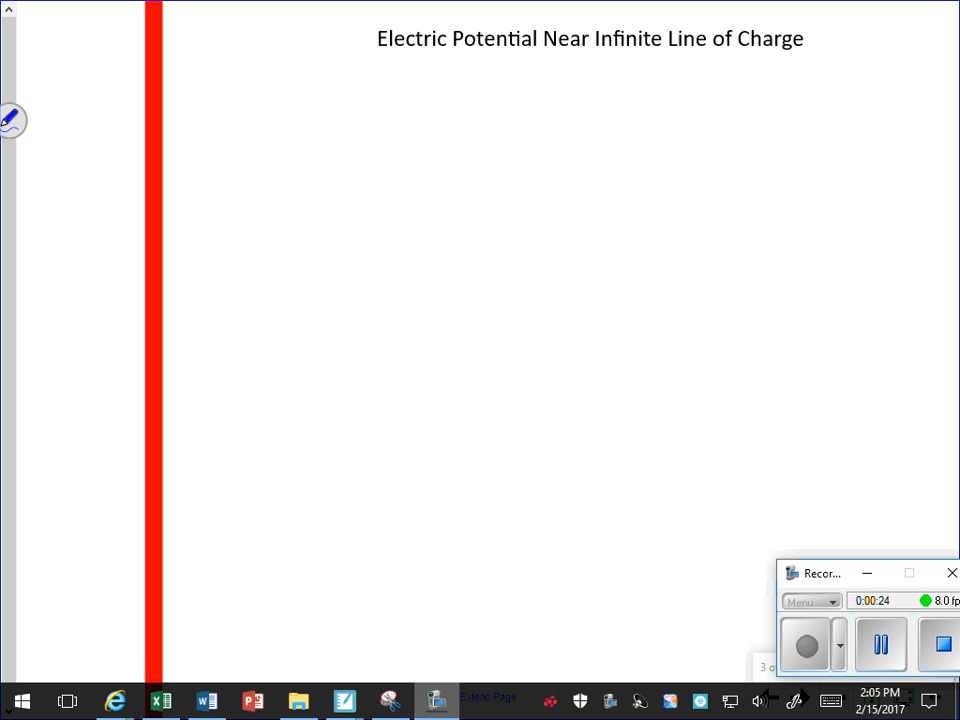 Electric Potential Near Infinite Line of Charge
Recor...
Menu
0:00:24
8.0 fp
3 o
Extend Page
2:05 PM
2/15/2017